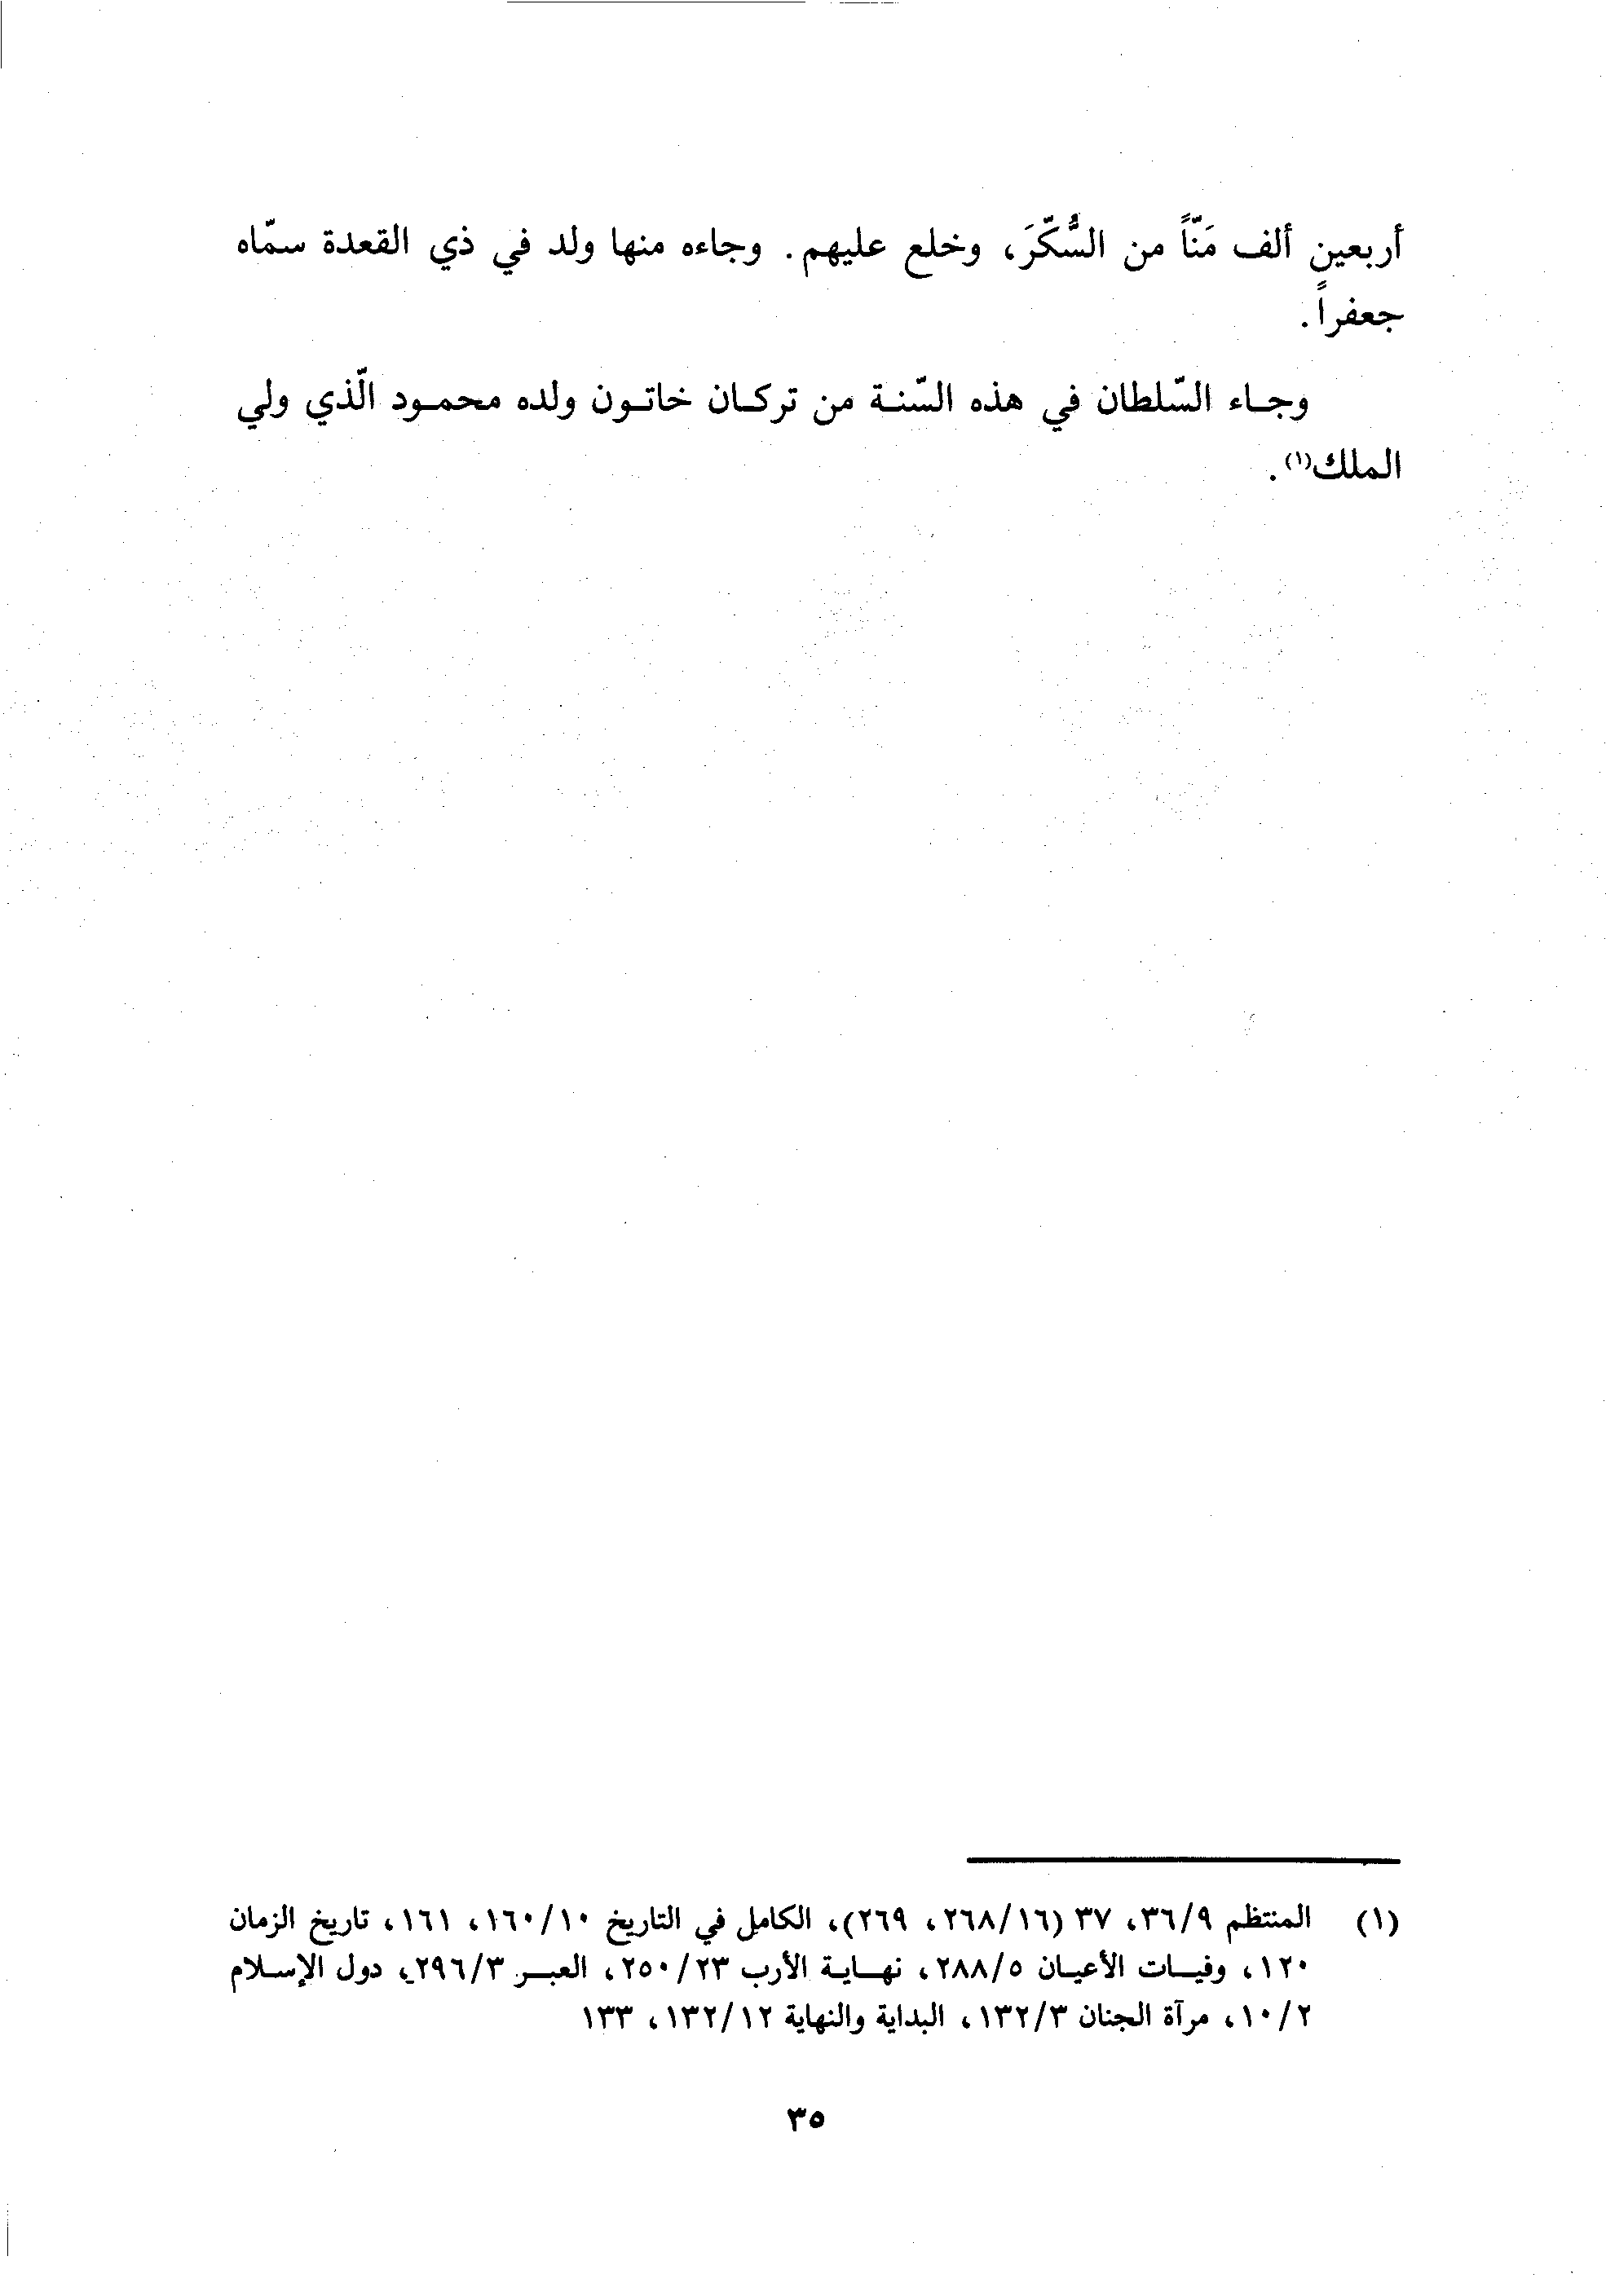 أربعين ألف مَنّاً من السُّكّرَ، وخلع عليهم. وجاءه منها ولد في ذي القعدة سمّاه
جعفراً.
وجاء السّلطان في هذه السّنة من تركان خاتون ولده محمود الّذي ولي
الملك(١).
(١) المنتظم ٣٦/٩، ٣٧ (٢٦٨/١٦، ٢٦٩)، الكامل في التاريخ ١٦٠/١٠، ١٦١، تاريخ الزمان
١٢٠، وفيات الأعيان ٢٨٨/٥، نهاية الأرب ٢٥٠/٢٣، العبر ٢٩٦/٣، دول الإسلام
١٠/٢، مرآة الجنان ١٣٢/٣، البداية والنهاية ١٣٢/١٢، ١٣٣
٣٥